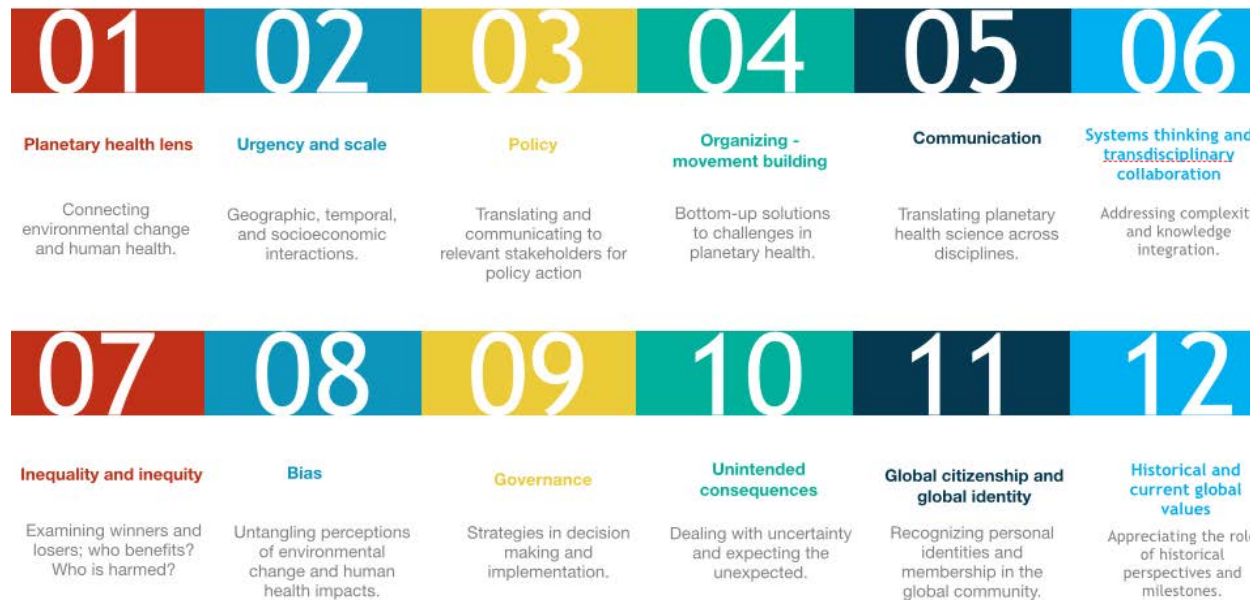 01 02 03 04 05 06
Planetary health lens
Connecting
environmental change
and human health.
Urgency and scale
Geographic, temporal,
and socioeconomic
interactions.
Policy
Translating and
communicating to
relevant stakeholders for
policy action
Organizing -
movement building
Bottom-up solutions
to challenges in
planetary health.
Communication
Translating planetary
health science across
disciplines.
Systems thinking and
transdisciplinary
collaboration
Addressing complexit
and knowledge
integration.
07 08 09 10 11 12
Inequality and inequity
Examining winners and
losers; who benefits?
Who is harmed?
Bias
Untangling perceptions
of environmental
change and human
health impacts.
Governance
Strategies in decision
making and
implementation.
Unintended
consequences
Dealing with uncertainty
and expecting the
unexpected.
Global citizenship and
global identity
Recognizing personal
identities and
membership in the
global community.
Historical and
current global
values
Appreciating the role
of historical
perspectives and
milestones.